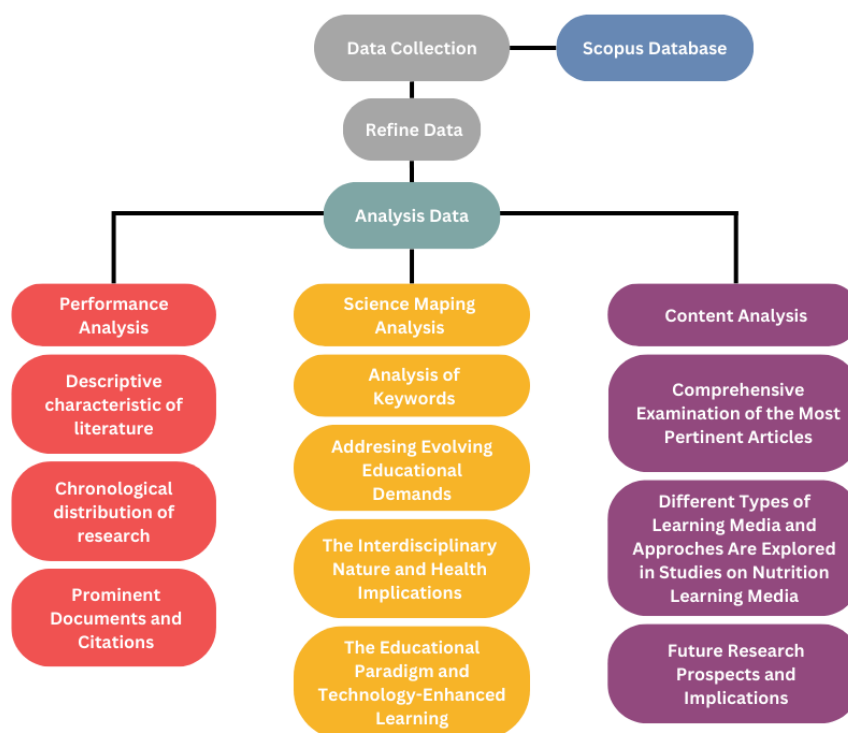 Data Collection
Scopus Database
Refine Data
Analysis Data
Performance
Analysis
Descriptive
characteristic of
literature
Chronological
distribution of
research
Prominent
Documents and
Citations
Science Maping
Analysis
Analysis of
Keywords
Addresing Evolving
Educational
Demands
The Interdisciplinary
Nature and Health
Implications
The Educational
Paradigm and
Technology-Enhanced
Learning
Content Analysis
Comprehensive
Examination of the Most
Pertinent Articles
Different Types of
Learning Media and
Approches Are Explored
in Studies on Nutrition
Learning Media
Future Research
Prospects and
Implications